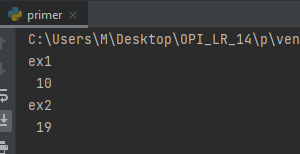 primer
C:\Users\M\Desktop\OPI_LR_14\p\ven
ex1
10
ex2
19